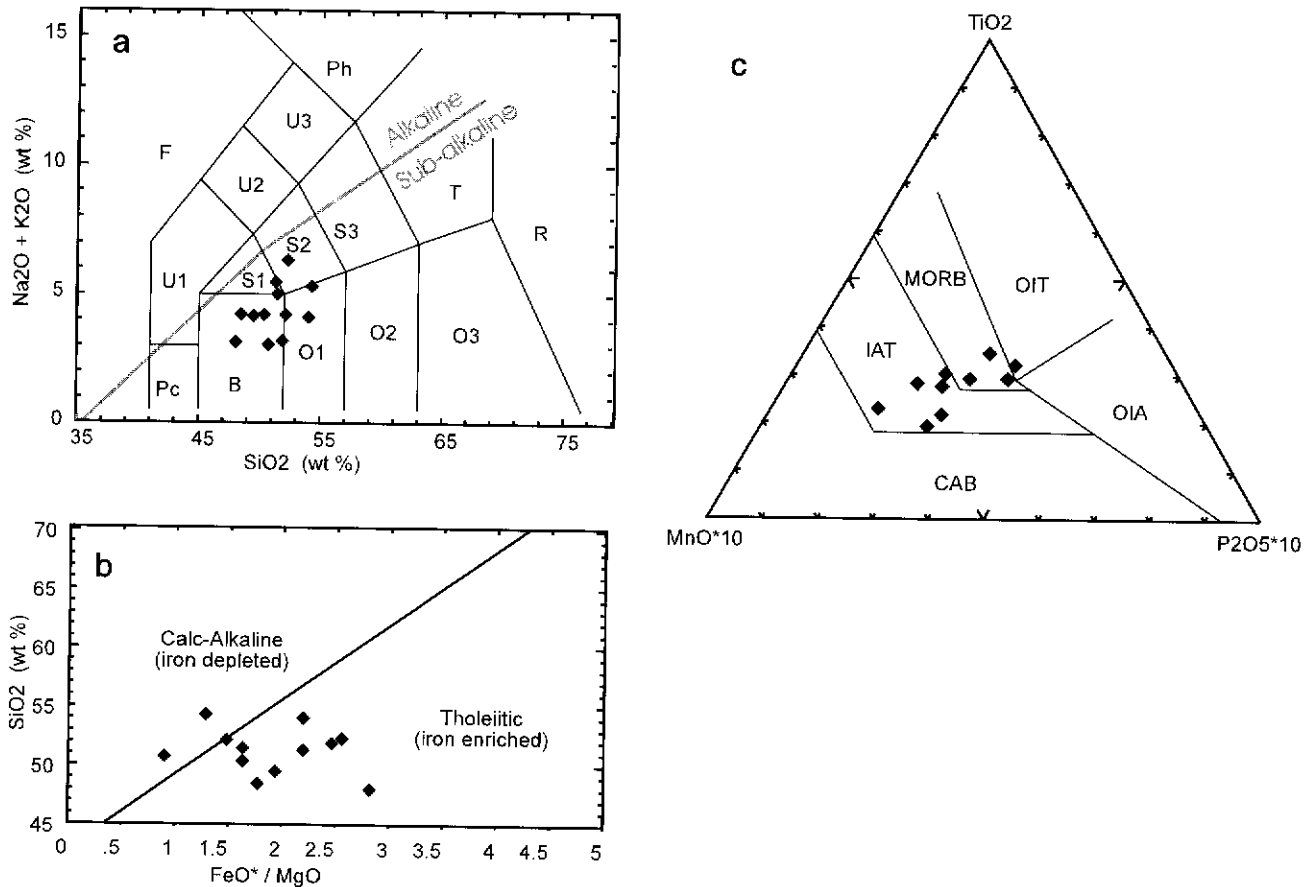 a
15
10
5
0
Na2O + K2O (wt %)
F
Ph
U3
U2
U1
Alkaline
Sub-alkaline
T
R
S3
S2
S1
Pc
B
O1
O2
O3
35
45
55
65
75
SiO2 (wt %)
b
70
65
60
55
50
45
SiO2 (wt %)
Calc-Alkaline
(iron depleted)
Tholeiitic
(iron enriched)
0
.5
1
1.5
2
2.5
3
3.5
4
4.5
5
FeO* / MgO
c
TiO2
MORB
OIT
IAT
OIA
CAB
MnO*10
P2O5*10